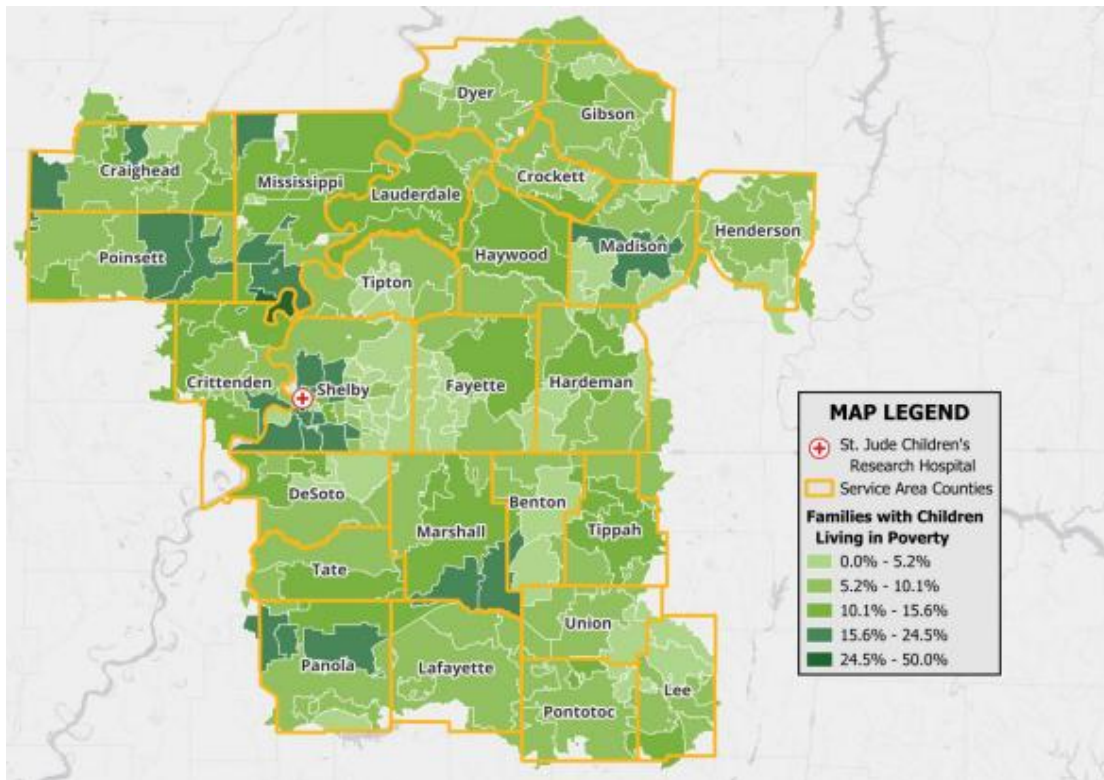 Dyer
Gibson
Craighead
Mississippi
Lauderdale
Crockett
Poinsett
Haywood
Madison
Henderson
Tipton
Crittenden
Shelby
Fayette
Hardeman
DeSoto
Benton
Marshall
Tippah
Tate
Union
Panola
Lafayette
Lee
Pontotoc
MAP LEGEND
St. Jude Children's
Research Hospital
Service Area Counties
Families with Children
Living in Poverty
0.0% - 5.2%
5.2% - 10.1%
10.1% - 15.6%
15.6% - 24.5%
24.5% - 50.0%